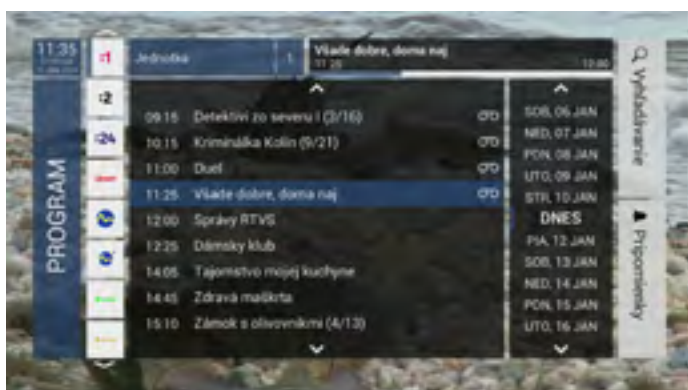 11:35
:1
Jednotka
1
Všade dobre, doma naj
11:25
12:00
Vyhľadávanie
:2
:24
PROGRAM
09:15 Detektívi zo severu I (3/16)
10:15 Kriminálka Kolín (9/21)
11:00 Duel
11:25 Všade dobre, doma naj
12:00 Správy RTVS
12:25 Dámsky klub
14:05 Tajomstvo mojej kuchyne
14:45 Zdravá maškrta
15:10 Zámok s olivovníkmi (4/13)
SOB, 06 JAN
NED, 07 JAN
PON, 08 JAN
UTO, 09 JAN
STR, 10 JAN
DNES
PIA, 12 JAN
SOB, 13 JAN
NED, 14 JAN
PON, 15 JAN
UTO, 16 JAN
Pripomienky